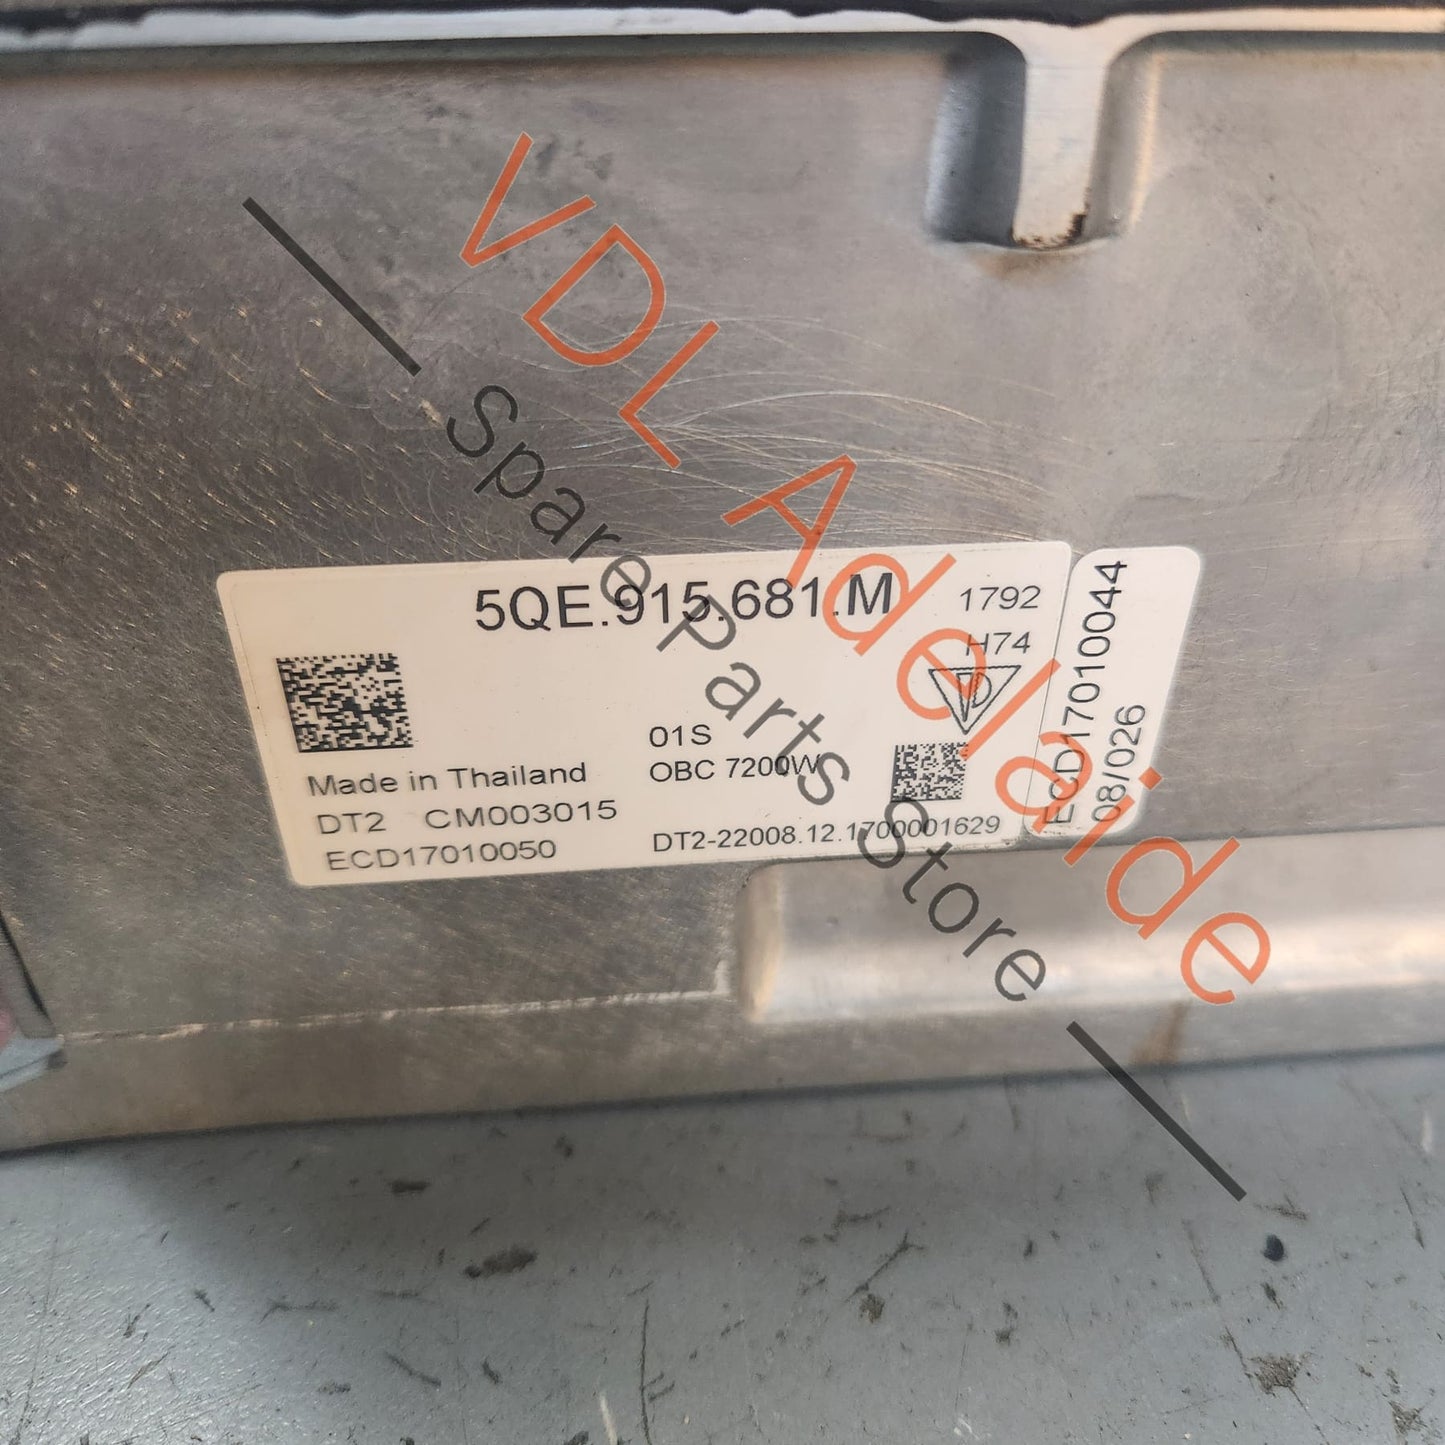 5QE.915.681.M
1792
H74
01S
OBC 7200W
Made in Thailand
DT2 CM003015
ECD17010050
DT2-22008.12.1700001629
ECD17010044
08/026
VDL Adelaide
Spare Parts Store